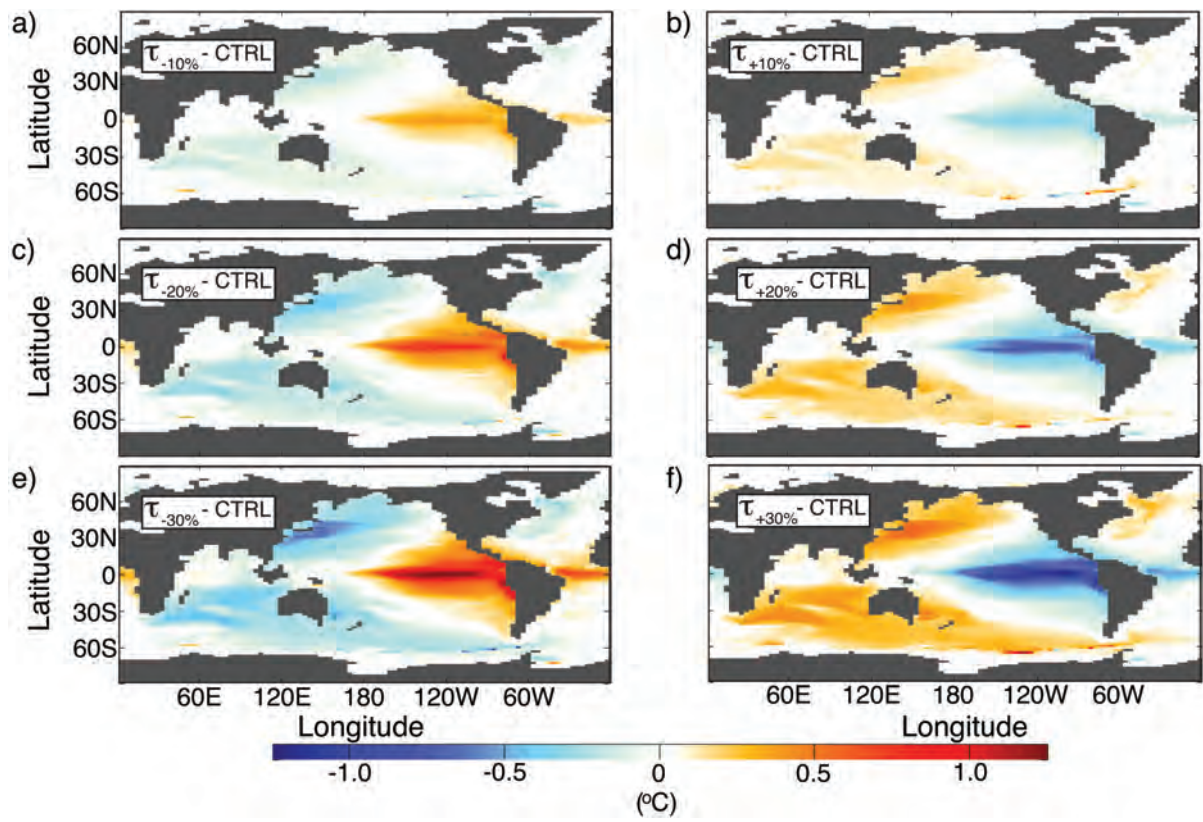 a)
τ-10% - CTRL
60N
30N
0
30S
60S
Latitude
b)
τ+10% - CTRL
c)
τ-20% - CTRL
60N
30N
0
30S
60S
Latitude
d)
τ+20% - CTRL
e)
τ-30% - CTRL
60N
30N
0
30S
60S
Latitude
60E 120E 180 120W 60W
Longitude
f)
τ+30% - CTRL
60E 120E 180 120W 60W
Longitude
-1.0 -0.5 0 0.5 1.0
(ºC)